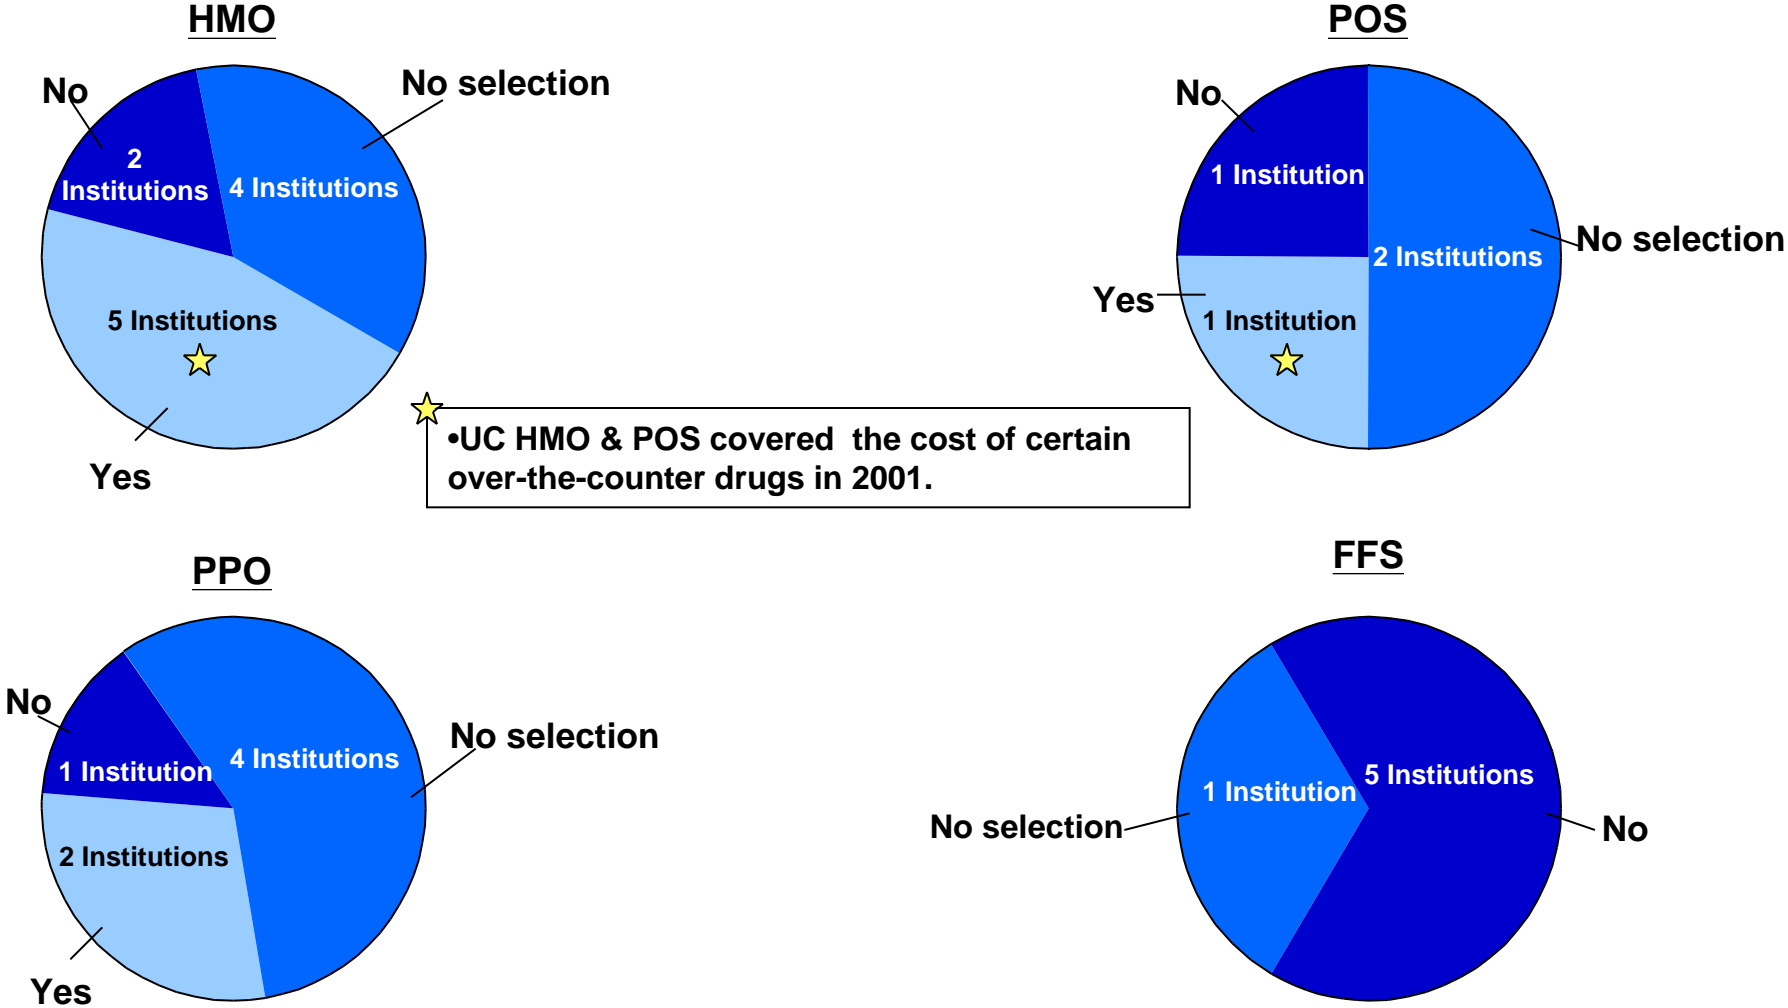 HMO
No
No selection
2
Institutions
4 Institutions
5 Institutions
Yes
POS
No
1 Institution
No selection
2 Institutions
Yes
1 Institution
•UC HMO & POS covered  the cost of certain
over-the-counter drugs in 2001.
PPO
No
No selection
4 Institutions
1 Institution
2 Institutions
Yes
FFS
5 Institutions
1 Institution
No selection
No